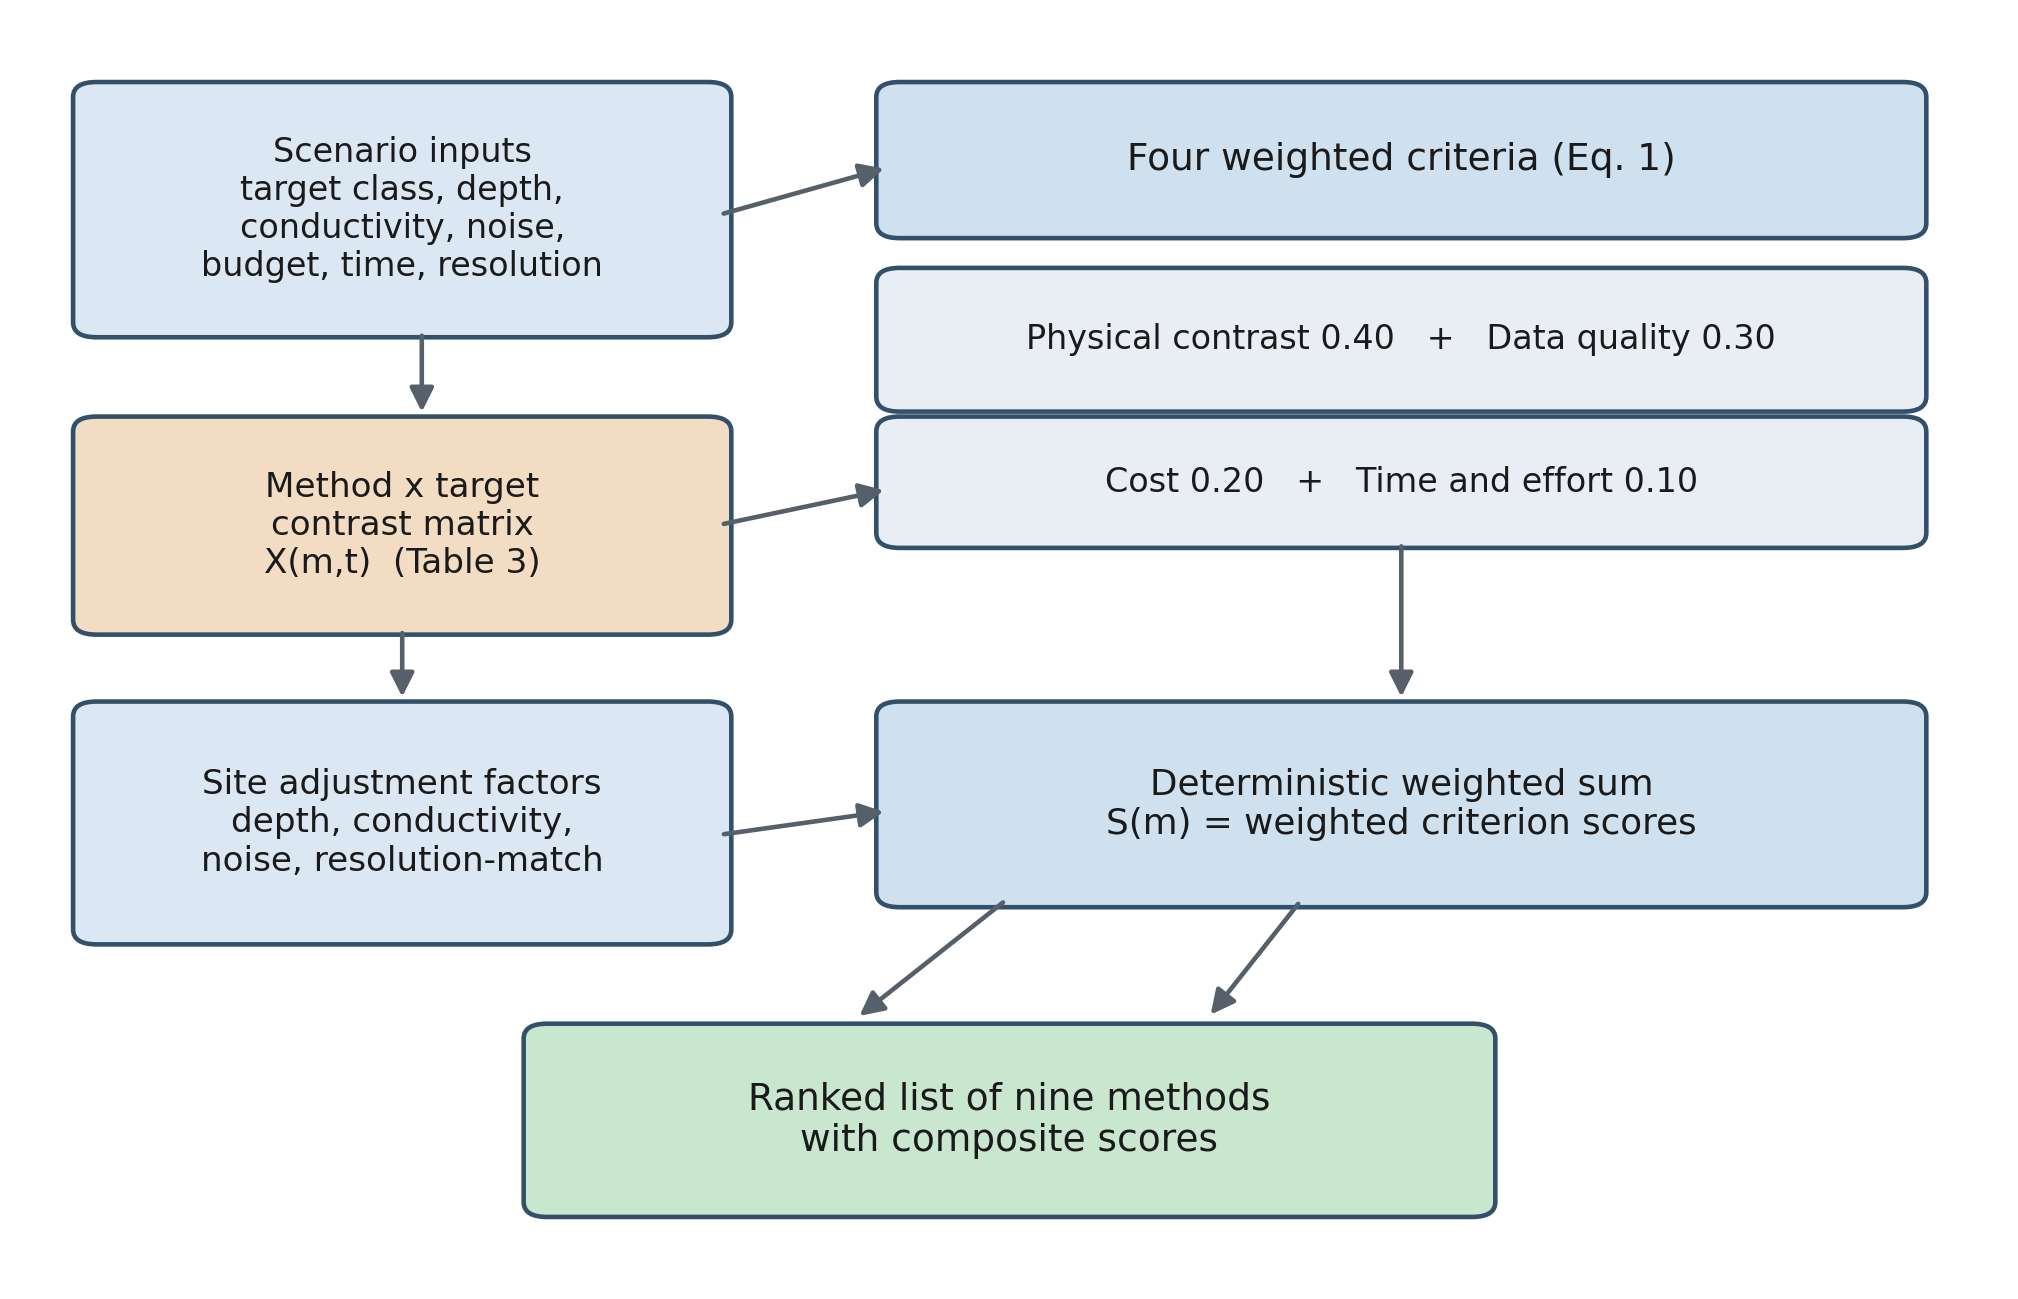 Scenario inputs
target class, depth,
conductivity, noise,
budget, time, resolution
Four weighted criteria (Eq. 1)
Physical contrast 0.40 + Data quality 0.30
Method x target
contrast matrix
X(m,t) (Table 3)
Cost 0.20 + Time and effort 0.10
Site adjustment factors
depth, conductivity,
noise, resolution-match
Deterministic weighted sum
S(m) = weighted criterion scores
Ranked list of nine methods
with composite scores